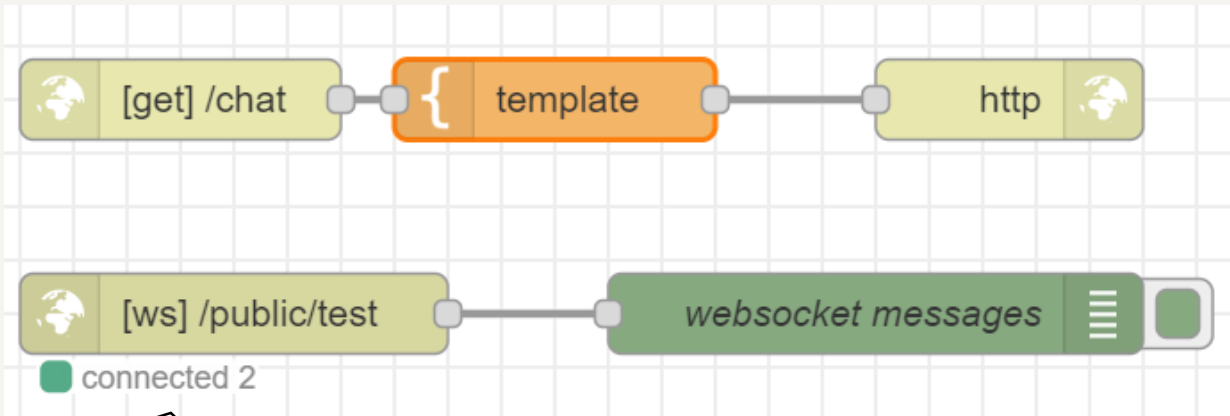 [get] /chat template http
[ws] /public/test websocket messages
connected 2